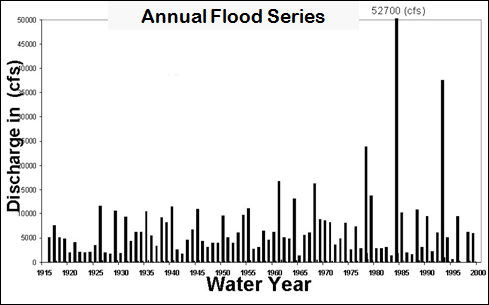 52700 (cfs)
Annual Flood Series
50000
45000
40000
35000
30000
25000
20000
15000
10000
5000
0
Discharge in (cfs)
1915 1920 1925 1930 1935 1940 1945 1950 1955 1960 1965 1970 1975 1980 1985 1990 1995 2000
Water Year